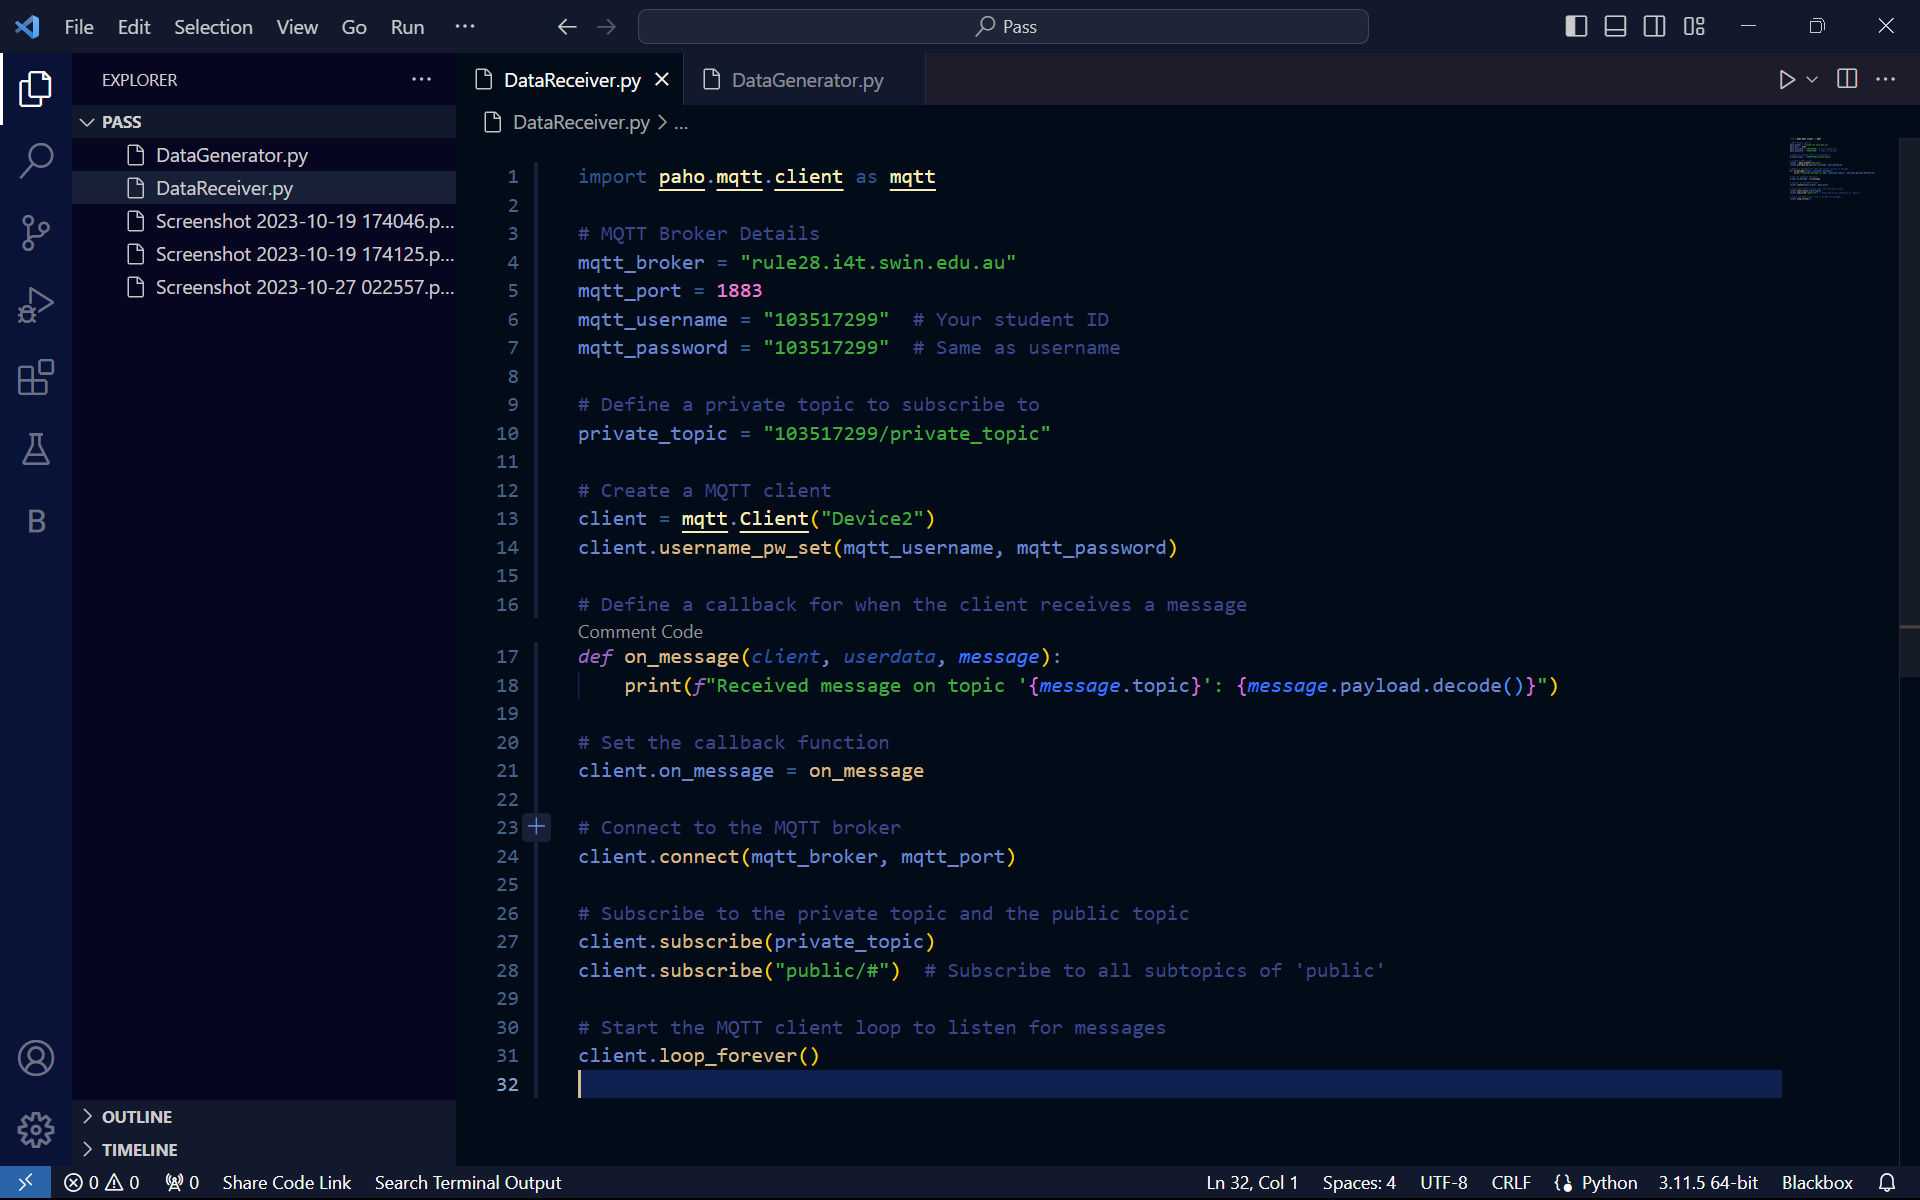 File Edit Selection View Go Run ··· Pass
EXPLORER ···
PASS
DataGenerator.py
DataReceiver.py
Screenshot 2023-10-19 174046.p...
Screenshot 2023-10-19 174125.p...
Screenshot 2023-10-27 022557.p...
OUTLINE
TIMELINE
B
DataReceiver.py DataGenerator.py
DataReceiver.py > ...
1 import paho.mqtt.client as mqtt
2
3 # MQTT Broker Details
4 mqtt_broker = "rule28.i4t.swin.edu.au"
5 mqtt_port = 1883
6 mqtt_username = "103517299"  # Your student ID
7 mqtt_password = "103517299"  # Same as username
8
9 # Define a private topic to subscribe to
10 private_topic = "103517299/private_topic"
11
12 # Create a MQTT client
13 client = mqtt.Client("Device2")
14 client.username_pw_set(mqtt_username, mqtt_password)
15
16 # Define a callback for when the client receives a message
Comment Code
17 def on_message(client, userdata, message):
18     print(f"Received message on topic '{message.topic}': {message.payload.decode()}")
19
20 # Set the callback function
21 client.on_message = on_message
22
23 # Connect to the MQTT broker
24 client.connect(mqtt_broker, mqtt_port)
25
26 # Subscribe to the private topic and the public topic
27 client.subscribe(private_topic)
28 client.subscribe("public/#")  # Subscribe to all subtopics of 'public'
29
30 # Start the MQTT client loop to listen for messages
31 client.loop_forever()
32
0 0 0 Share Code Link Search Terminal Output Ln 32, Col 1 Spaces: 4 UTF-8 CRLF Python 3.11.5 64-bit Blackbox